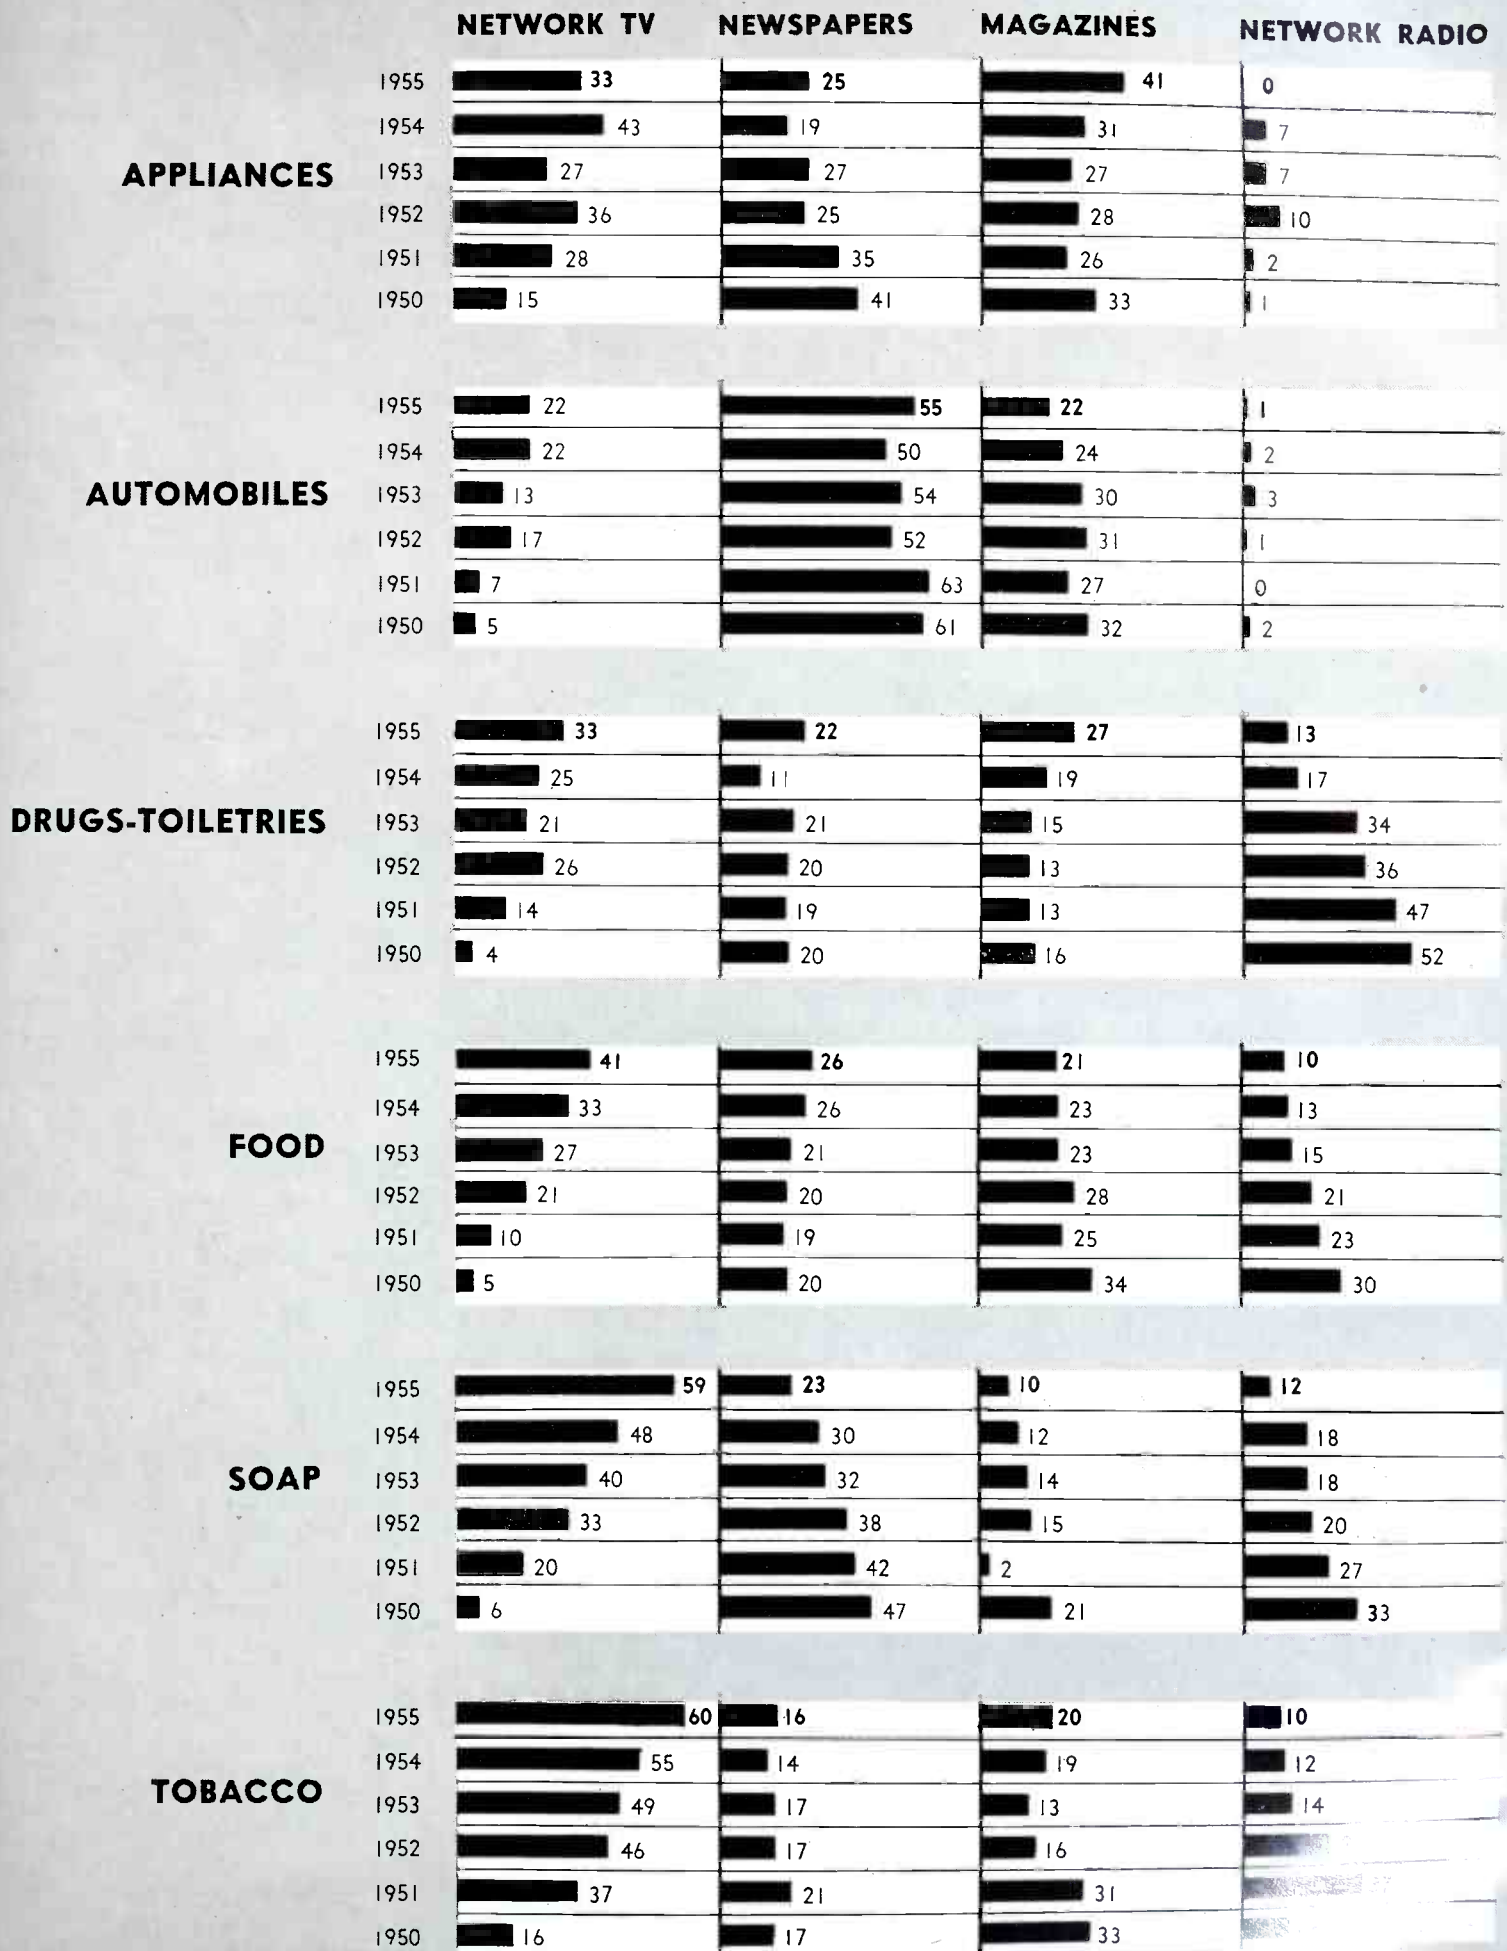 NETWORK TV NEWSPAPERS MAGAZINES NETWORK RADIO
1955 33 25 41 0
1954 43 19 31 7
APPLIANCES 1953 27 27 27 7
1952 36 25 28 10
1951 28 35 26 2
1950 15 41 33 1
1955 22 55 22 1
1954 22 50 24 2
AUTOMOBILES 1953 13 54 30 3
1952 17 52 31 1
1951 7 63 27 0
1950 5 61 32 2
1955 33 22 27 13
1954 25 11 19 17
DRUGS-TOILETRIES 1953 21 21 15 34
1952 26 20 13 36
1951 14 19 13 47
1950 4 20 16 52
1955 41 26 21 10
1954 33 26 23 13
FOOD 1953 27 21 23 15
1952 21 20 28 21
1951 10 19 25 23
1950 5 20 34 30
1955 59 23 10 12
1954 48 30 12 18
SOAP 1953 40 32 14 18
1952 33 38 15 20
1951 20 42 2 27
1950 6 47 21 33
1955 60 16 20 10
1954 55 14 19 12
TOBACCO 1953 49 17 13 14
1952 46 17 16
1951 37 21 31
1950 16 17 33